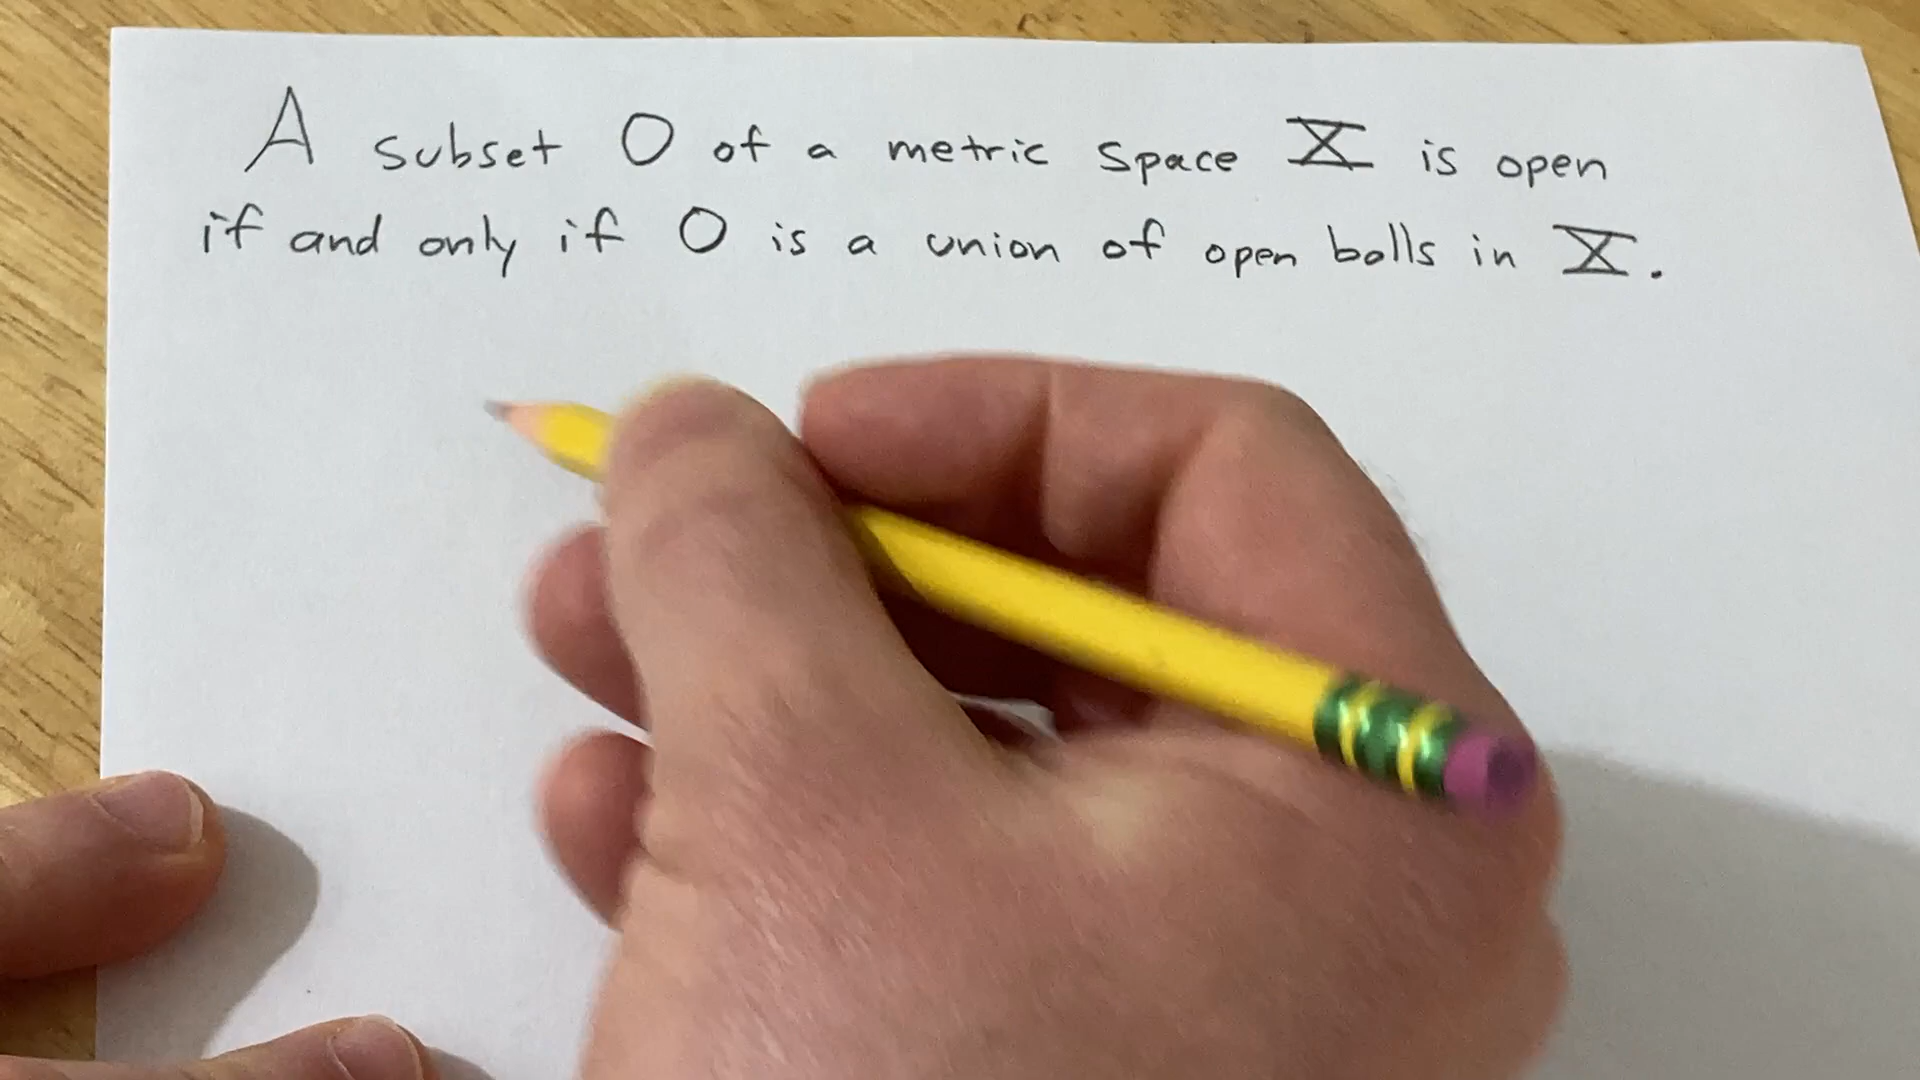 A subset O of a metric space X is open
if and only if O is a union of open balls in X.